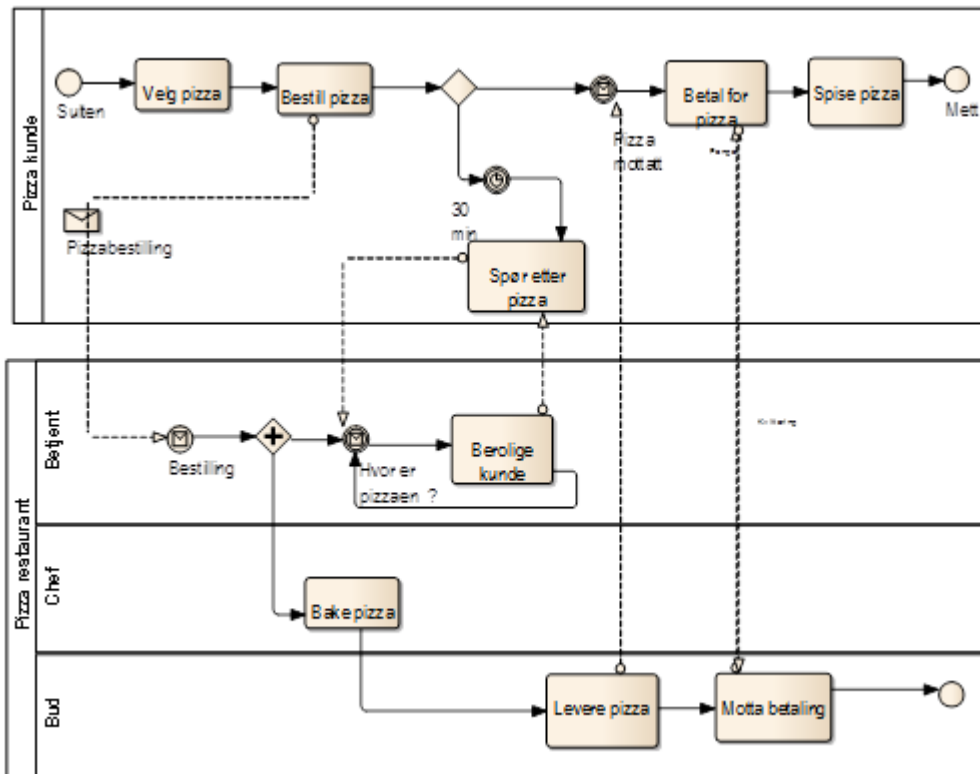 Pizza kunde
Sulten
Velg pizza
Bestill pizza
Pizza
mottatt
Betal for
pizza
Penger
Spise pizza
Mett
30
min
Pizzabestilling
Spør etter
pizza
Pizza restaurant
Betjent
Bestilling
Hvor er
pizzaen ?
Berolige
kunde
Kvittering
Chef
Bake pizza
Bud
Levere pizza
Motta betaling